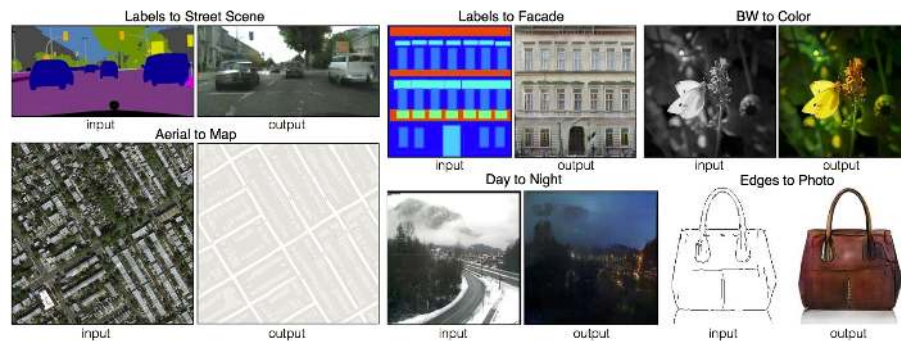 Labels to Street Scene
input
output
Aerial to Map
input
output
Labels to Facade
input
output
BW to Color
input
output
Day to Night
input
output
Edges to Photo
input
output